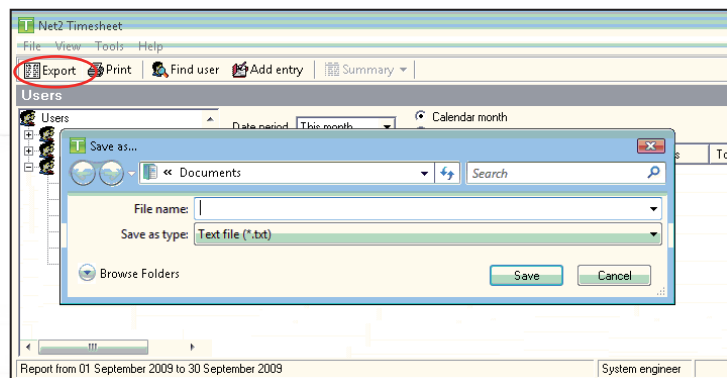 Net2 Timesheet
File View Tools Help
Export Print Find user Add entry Summary
Users
Users
Date period This month Calendar month
Save as...
« Documents Search
File name:
Save as type: Text file (*.txt)
Browse Folders Save Cancel
Report from 01 September 2009 to 30 September 2009 System engineer